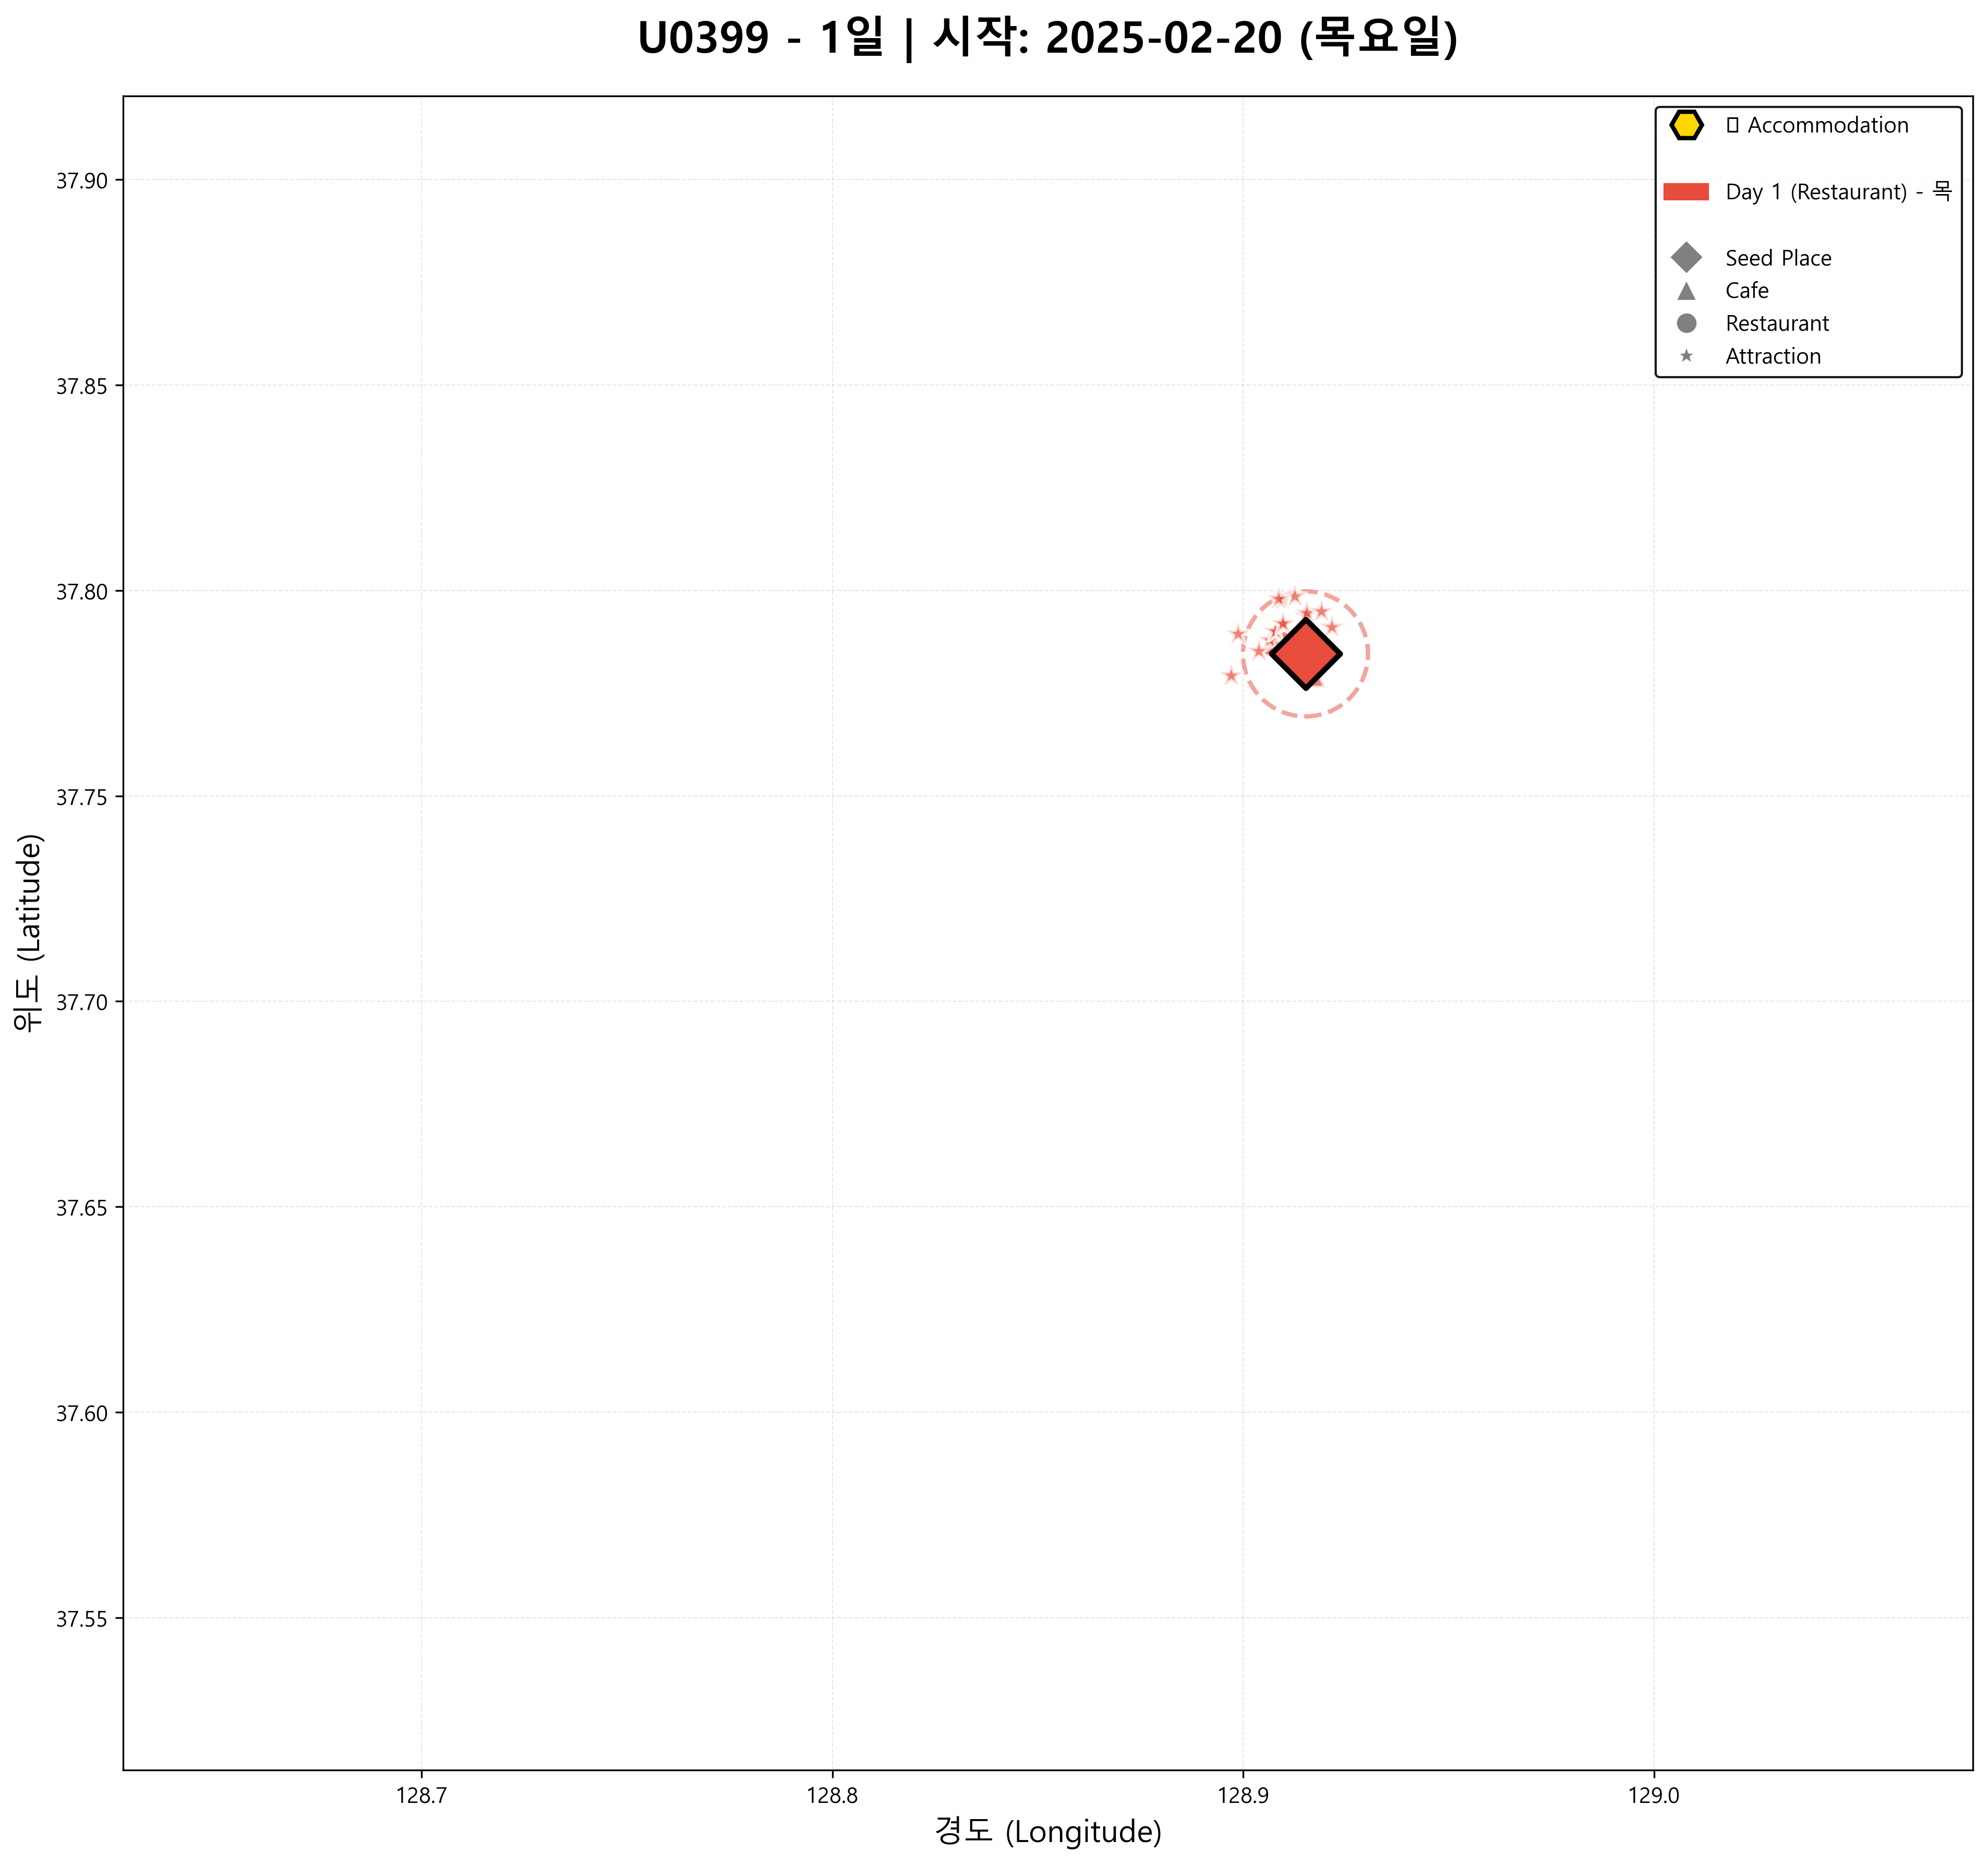 U0399 - 1일 | 시작: 2025-02-20 (목요일)
Accommodation
Day 1 (Restaurant) - 목
Seed Place
Cafe
Restaurant
Attraction
위도 (Latitude)
37.90
37.85
37.80
37.75
37.70
37.65
37.60
37.55
128.7
128.8
128.9
129.0
경도 (Longitude)